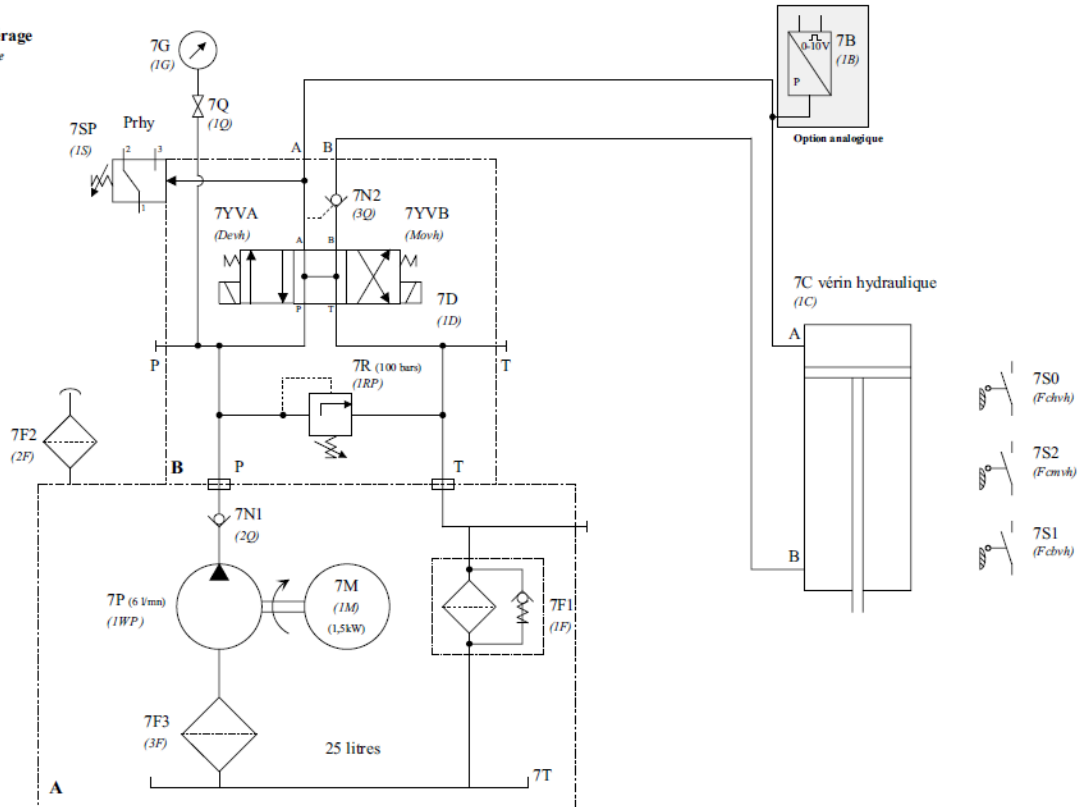 7G
(1G)
7Q
(1Q)
7SP
(1S)
Prhy
2
3
1
A
B
7N2
(3Q)
7YVA
(Devh)
7YVB
(Movh)
A
B
P
T
7D
(1D)
P
T
7R (100 bars)
(1RP)
7F2
(2F)
B
P
T
7N1
(2Q)
7P (6 l/mn)
(1WP)
7M
(1M)
(1,5kW)
7F1
(1F)
7F3
(3F)
25 litres
7T
A
0-10V
P
7B
(1B)
Option analogique
7C vérin hydraulique
(1C)
A
B
7S0
(Fchvh)
7S2
(Fcmvh)
7S1
(Fcbvh)